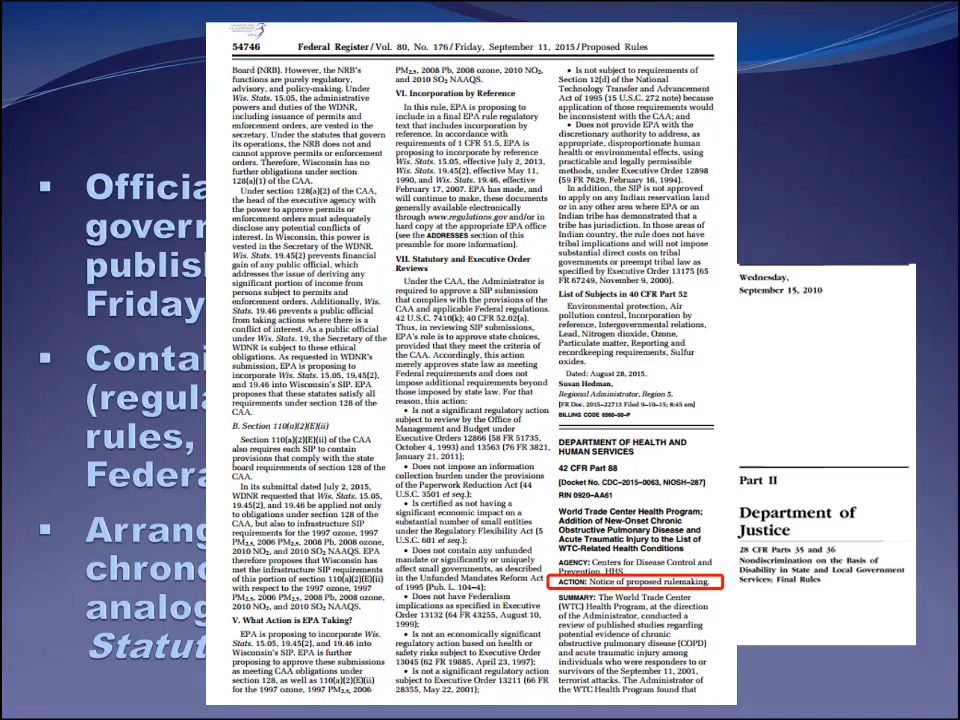 54746 Federal Register / Vol. 80, No. 176 / Friday, September 11, 2015 / Proposed Rules
Board (NRB). However, the NRB's
functions are purely regulatory,
advisory, and policy-making. Under
Wis. Stats. 15.05, the administrative
powers and duties of the WDNR,
including issuance of permits and
enforcement orders, are vested in the
Secretary. Under the statutes that govern
its operations, the NRB does not and
cannot approve permits or enforcement
orders. Therefore, Wisconsin has no
further obligations under section
128(a)(1) of the CAA.
Under section 128(a)(2) of the CAA,
the head of the executive agency with
the power to approve permits or
enforcement orders must adequately
disclose any potential conflicts of
interest. In Wisconsin, this power is
vested in the Secretary of the WDNR.
Wis. Stats. 19.45(2) prevents financial
gain of any public official, which
addresses the issue of deriving any
significant portion of income from
persons subject to permits and
enforcement orders. Additionally, Wis.
Stats. 19.46 prevents a public official
from taking actions where there is a
conflict of interest. As a public official
under Wis. Stats. 19, the Secretary of the
WDNR is subject to these ethical
obligations. As requested in WDNR's
submission, EPA is proposing to
incorporate Wis. Stats. 15.05, 19.45(2),
and 19.46 into Wisconsin's SIP. EPA
proposes that these statutes satisfy all
requirements under section 128 of the
CAA.
B. Section 110(a)(2)(E)(ii)
Section 110(a)(2)(E)(ii) of the CAA
also requires each SIP to contain
provisions that comply with the state
board requirements of section 128 of the
CAA.
In its submittal dated July 2, 2015,
WDNR requested that Wis. Stats. 15.05,
19.45(2), and 19.46 be applied not only
to obligations under section 128 of the
CAA, but also to infrastructure SIP
requirements for the 1997 ozone, 1997
PM2.5, 2006 PM2.5, 2008 Pb, 2008 ozone,
2010 NO2, and 2010 SO2 NAAQS. EPA
therefore proposes that Wisconsin has
met the infrastructure SIP requirements
of this portion of section 110(a)(2)(E)(ii)
with respect to the 1997 ozone, 1997
PM2.5, 2006 PM2.5, 2008 Pb, 2008 ozone,
2010 NO2, and 2010 SO2 NAAQS.
V. What Action is EPA Taking?
EPA is proposing to incorporate Wis.
Stats. 15.05, 19.45(2), and 19.46 into
Wisconsin's SIP. EPA is further
proposing to approve these submissions
as meeting CAA obligations under
section 128, as well as 110(a)(2)(E)(ii)
for the 1997 ozone, 1997 PM2.5, 2006
PM2.5, 2008 Pb, 2008 ozone, 2010 NO2,
and 2010 SO2 NAAQS.
VI. Incorporation by Reference
In this rule, EPA is proposing to
include in a final EPA rule regulatory
text that includes incorporation by
reference. In accordance with
requirements of 1 CFR 51.5, EPA is
proposing to incorporate by reference
Wis. Stats. 15.05, effective July 2, 2013,
Wis. Stats. 19.45(2), effective May 11,
1990, and Wis. Stats. 19.46, effective
February 17, 2007. EPA has made, and
will continue to make, these documents
generally available electronically
through www.regulations.gov and/or in
hard copy at the appropriate EPA office
(see the ADDRESSES section of this
preamble for more information).
VII. Statutory and Executive Order
Reviews
Under the CAA, the Administrator is
required to approve a SIP submission
that complies with the provisions of the
CAA and applicable Federal regulations.
42 U.S.C. 7410(k); 40 CFR 52.02(a).
Thus, in reviewing SIP submissions,
EPA's role is to approve state choices,
provided that they meet the criteria of
the CAA. Accordingly, this action
merely approves state law as meeting
Federal requirements and does not
impose additional requirements beyond
those imposed by state law. For that
reason, this action:
• Is not a significant regulatory action
subject to review by the Office of
Management and Budget under
Executive Orders 12866 (58 FR 51735,
October 4, 1993) and 13563 (76 FR 3821,
January 21, 2011);
• Does not impose an information
collection burden under the provisions
of the Paperwork Reduction Act (44
U.S.C. 3501 et seq.);
• Is certified as not having a
significant economic impact on a
substantial number of small entities
under the Regulatory Flexibility Act (5
U.S.C. 601 et seq.);
• Does not contain any unfunded
mandate or significantly or uniquely
affect small governments, as described
in the Unfunded Mandates Reform Act
of 1995 (Pub. L. 104–4);
• Does not have Federalism
implications as specified in Executive
Order 13132 (64 FR 43255, August 10,
1999);
• Is not an economically significant
regulatory action based on health or
safety risks subject to Executive Order
13045 (62 FR 19885, April 23, 1997);
• Is not a significant regulatory action
subject to Executive Order 13211 (66 FR
28355, May 22, 2001);
• Is not subject to requirements of
Section 12(d) of the National
Technology Transfer and Advancement
Act of 1995 (15 U.S.C. 272 note) because
application of those requirements would
be inconsistent with the CAA; and
• Does not provide EPA with the
discretionary authority to address, as
appropriate, disproportionate human
health or environmental effects, using
practicable and legally permissible
methods, under Executive Order 12898
(59 FR 7629, February 16, 1994).
In addition, the SIP is not approved
to apply on any Indian reservation land
or in any other area where EPA or an
Indian tribe has demonstrated that a
tribe has jurisdiction. In those areas of
Indian country, the rule does not have
tribal implications and will not impose
substantial direct costs on tribal
governments or preempt tribal law as
specified by Executive Order 13175 (65
FR 67249, November 9, 2000).
List of Subjects in 40 CFR Part 52
Environmental protection, Air
pollution control, Incorporation by
reference, Intergovernmental relations,
Lead, Nitrogen dioxide, Ozone,
Particulate matter, Reporting and
recordkeeping requirements, Sulfur
oxides.
Dated: August 28, 2015.
Susan Hedman,
Regional Administrator, Region 5.
[FR Doc. 2015–22713 Filed 9–10–15; 8:45 am]
BILLING CODE 6560–50–P
DEPARTMENT OF HEALTH AND
HUMAN SERVICES
42 CFR Part 88
[Docket No. CDC–2015–0063, NIOSH–287]
RIN 0920–AA61
World Trade Center Health Program;
Addition of New-Onset Chronic
Obstructive Pulmonary Disease and
Acute Traumatic Injury to the List of
WTC-Related Health Conditions
AGENCY: Centers for Disease Control and
Prevention, HHS.
ACTION: Notice of proposed rulemaking.
SUMMARY: The World Trade Center
(WTC) Health Program, at the direction
of the Administrator, conducted a
review of published studies regarding
potential evidence of chronic
obstructive pulmonary disease (COPD)
and acute traumatic injury among
individuals who were responders to or
survivors of the September 11, 2001,
terrorist attacks. The Administrator of
the WTC Health Program found that
▪ Officia
govern
publis
Friday
▪ Contai
(regula
rules,
Federa
▪ Arrang
chrono
analog
Statut
Wednesday,
September 15, 2010
Part II
Department of
Justice
28 CFR Parts 35 and 36
Nondiscrimination on the Basis of
Disability in State and Local Government
Services; Final Rules